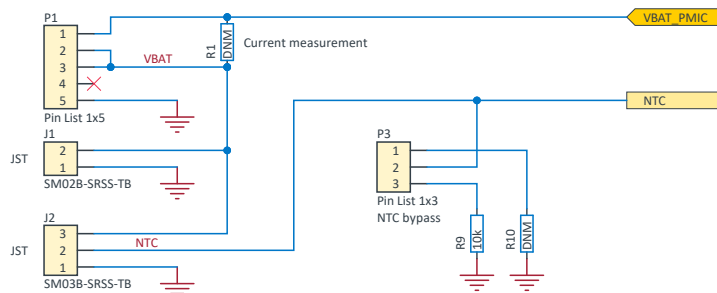 P1
VBAT_PMIC
1
2
3
4
5
R1
DNM
Current measurement
VBAT
Pin List 1x5
NTC
J1
JST
2
1
SM02B-SRSS-TB
P3
1
2
3
Pin List 1x3
NTC bypass
J2
JST
3
2
1
NTC
SM03B-SRSS-TB
R9
10k
R10
DNM